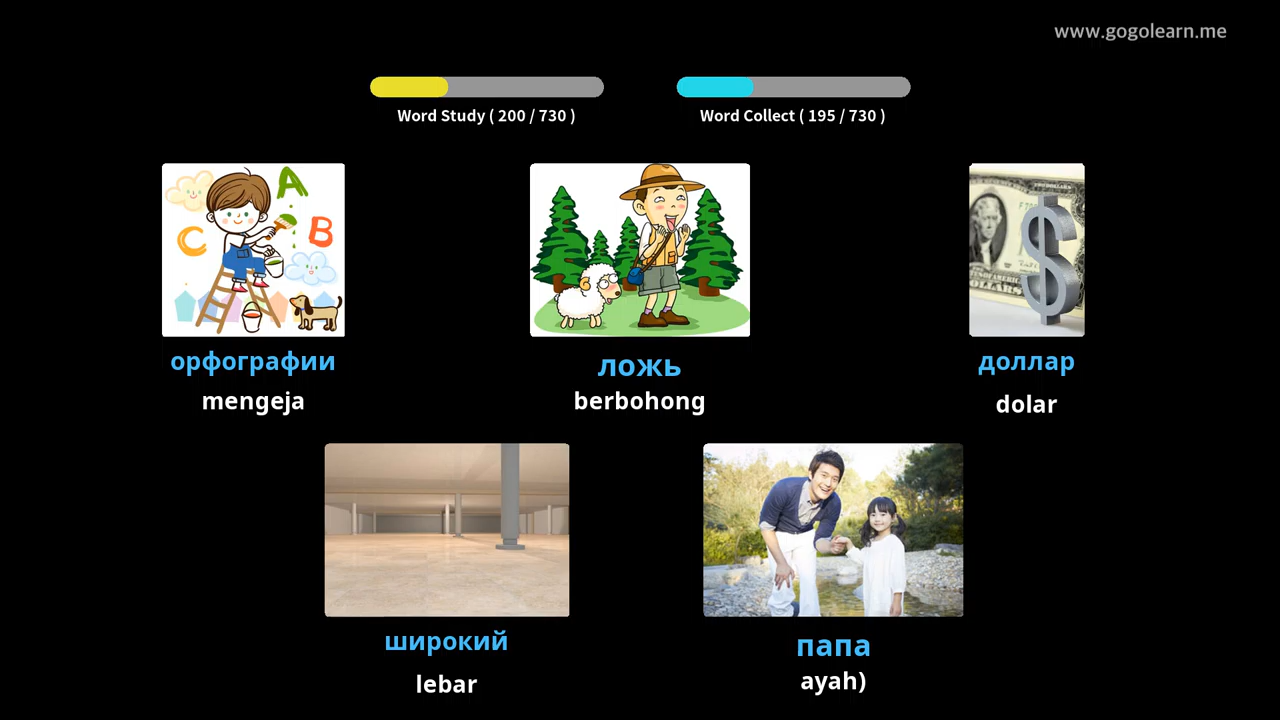 www.gogolearn.me
Word Study ( 200 / 730 )
Word Collect ( 195 / 730 )
A
B
C
орфографии
mengeja
ложь
berbohong
доллар
dolar
широкий
lebar
папа
ayah)